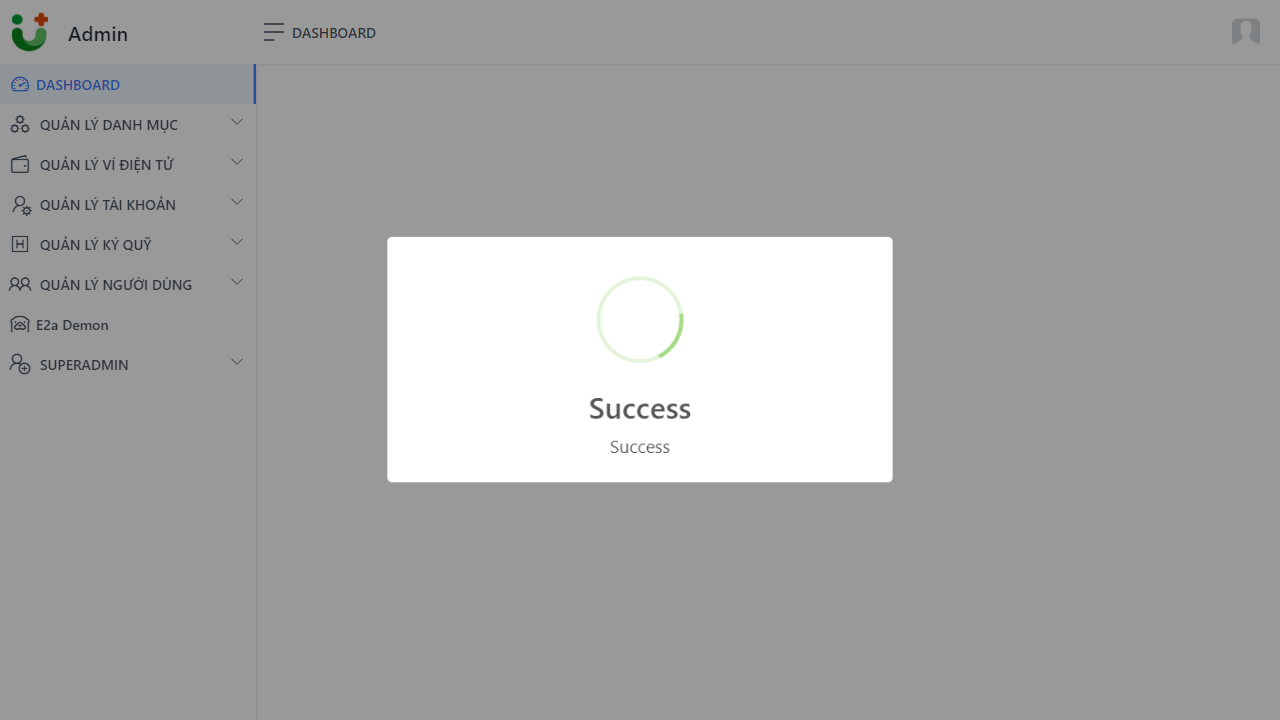 Admin
DASHBOARD
DASHBOARD
QUẢN LÝ DANH MỤC
QUẢN LÝ VÍ ĐIỆN TỬ
QUẢN LÝ TÀI KHOẢN
QUẢN LÝ KÝ QUỸ
QUẢN LÝ NGƯỜI DÙNG
E2a Demon
SUPERADMIN
Success
Success